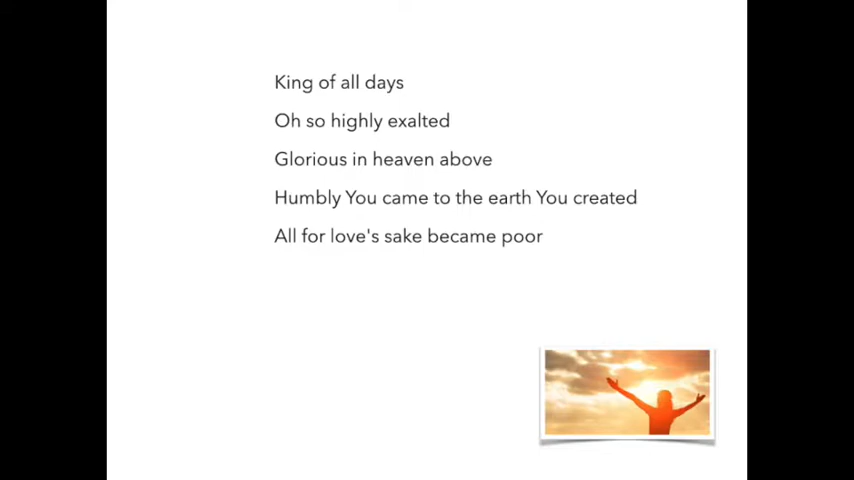 King of all days
Oh so highly exalted
Glorious in heaven above
Humbly You came to the earth You created
All for love's sake became poor